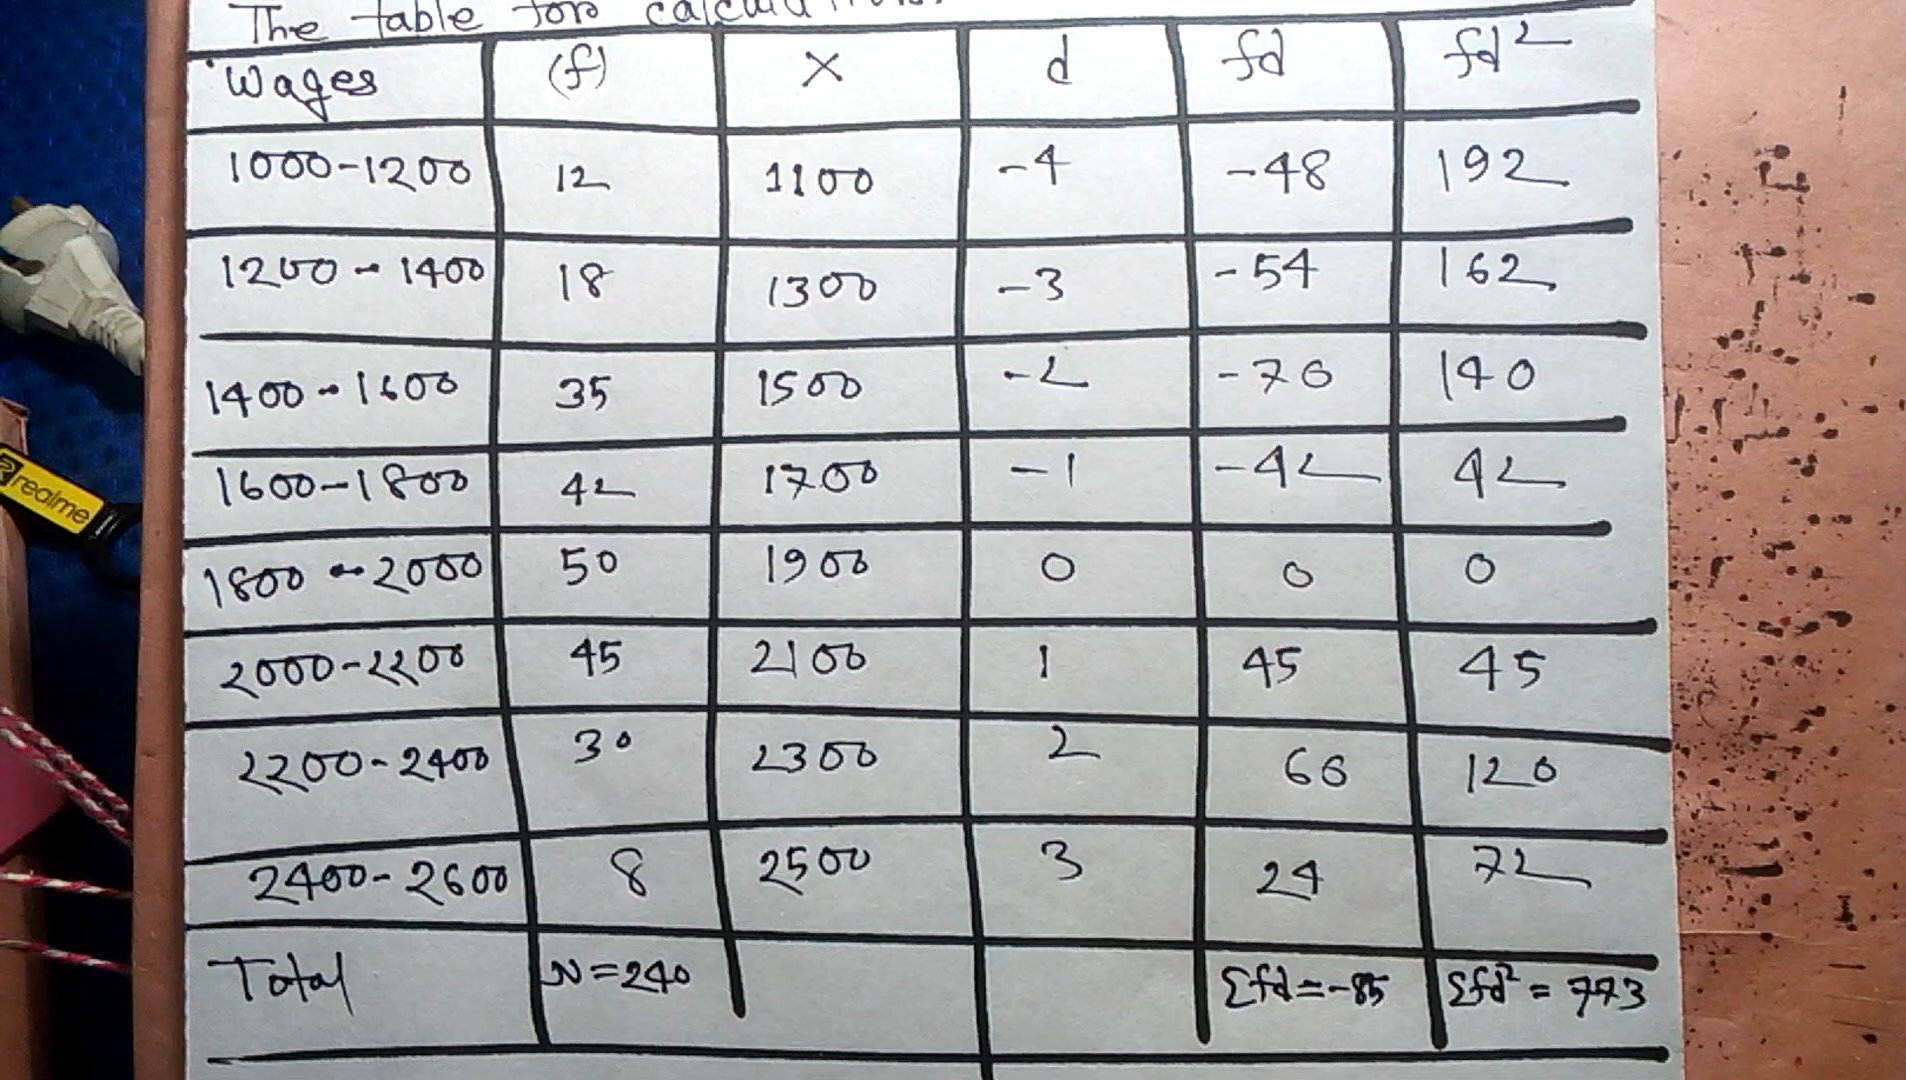 The table for
Wages (f) X d fd fd²
1000-1200 12 1100 -4 -48 192
1200-1400 18 1300 -3 -54 162
1400-1600 35 1500 -2 -70 140
1600-1800 42 1700 -1 -42 42
1800-2000 50 1900 0 0 0
2000-2200 45 2100 1 45 45
2200-2400 30 2300 2 60 120
2400-2600 8 2500 3 24 72
Total N=240 Σfd=-85 Σfd²=773
realme